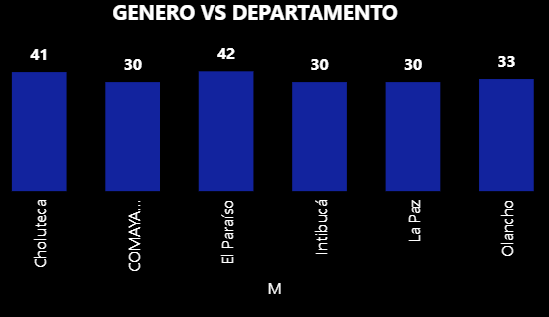 GENERO VS DEPARTAMENTO
41
30
42
30
30
33
Choluteca
COMAYA...
El Paraíso
Intibucá
La Paz
Olancho
M